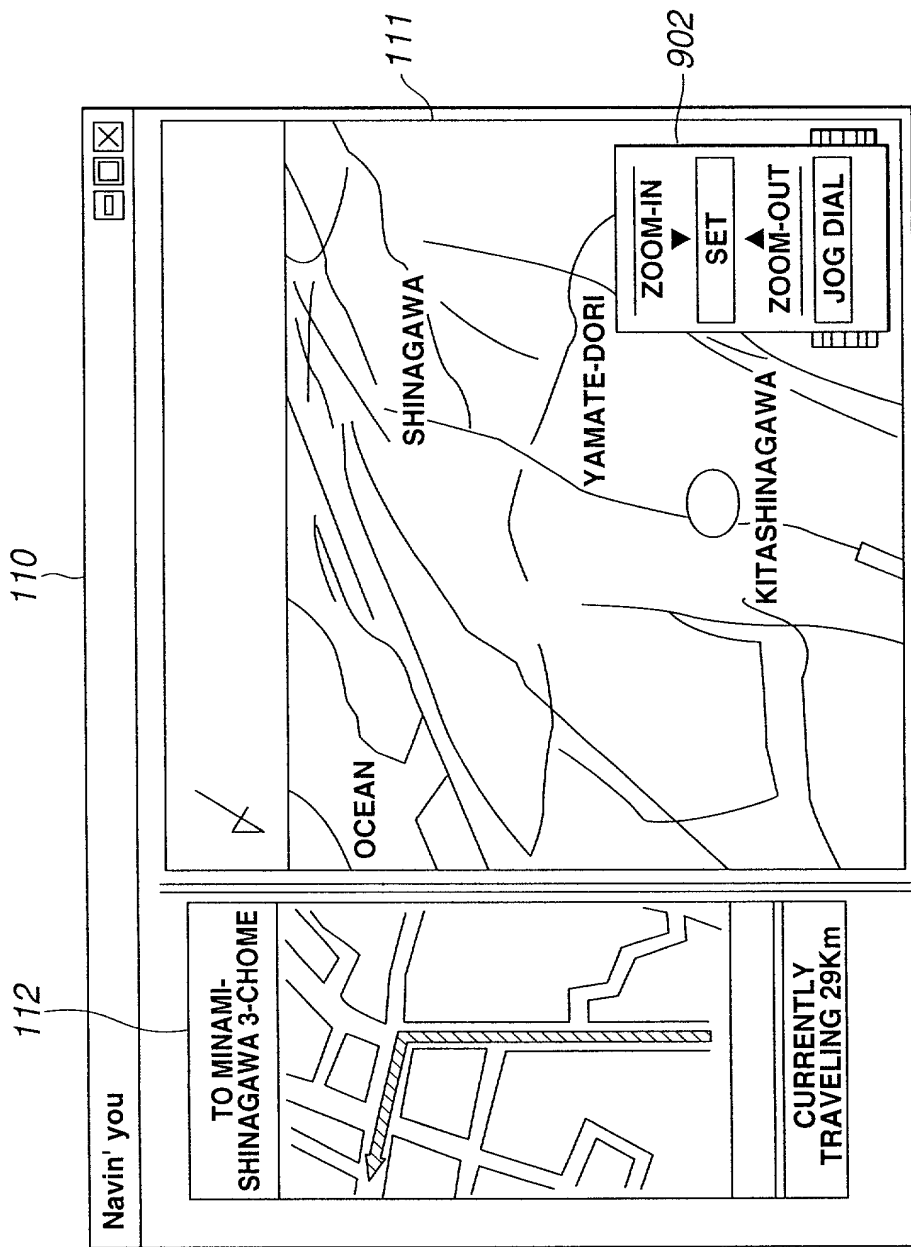 110
Navin' you
112
TO MINAMI-
SHINAGAWA 3-CHOME
CURRENTLY
TRAVELING 29Km
OCEAN
SHINAGAWA
YAMATE-DORI
KITASHINAGAWA
111
ZOOM-IN
SET
ZOOM-OUT
JOG DIAL
902